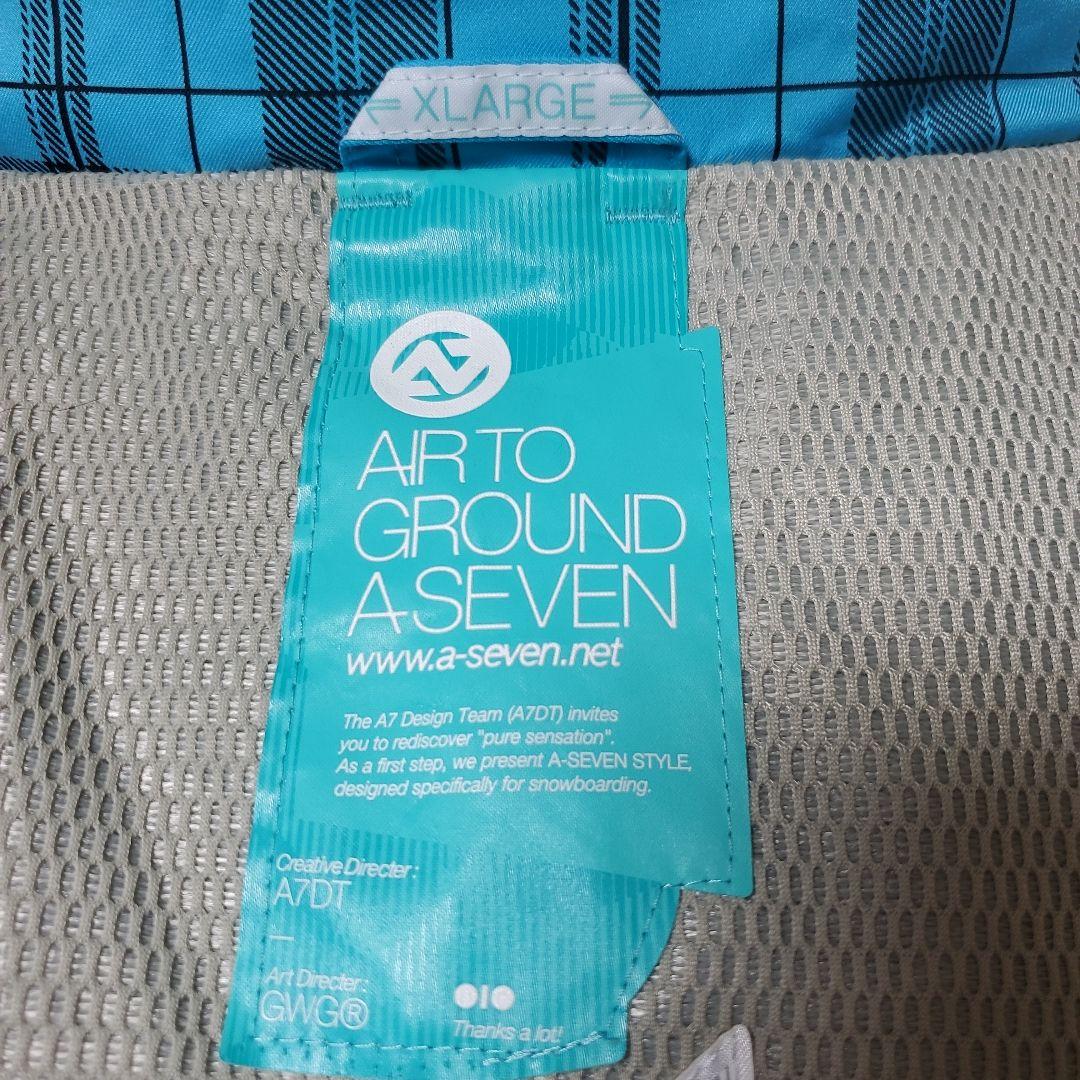 ⇐ XLARGE ⇒
AIR TO
GROUND
A-SEVEN
www.a-seven.net
The A7 Design Team (A7DT) invites
you to rediscover "pure sensation".
As a first step, we present A-SEVEN STYLE,
designed specifically for snowboarding.
Creative Directer :
A7DT
—
Art Directer :
GWG®
Thanks a lot!